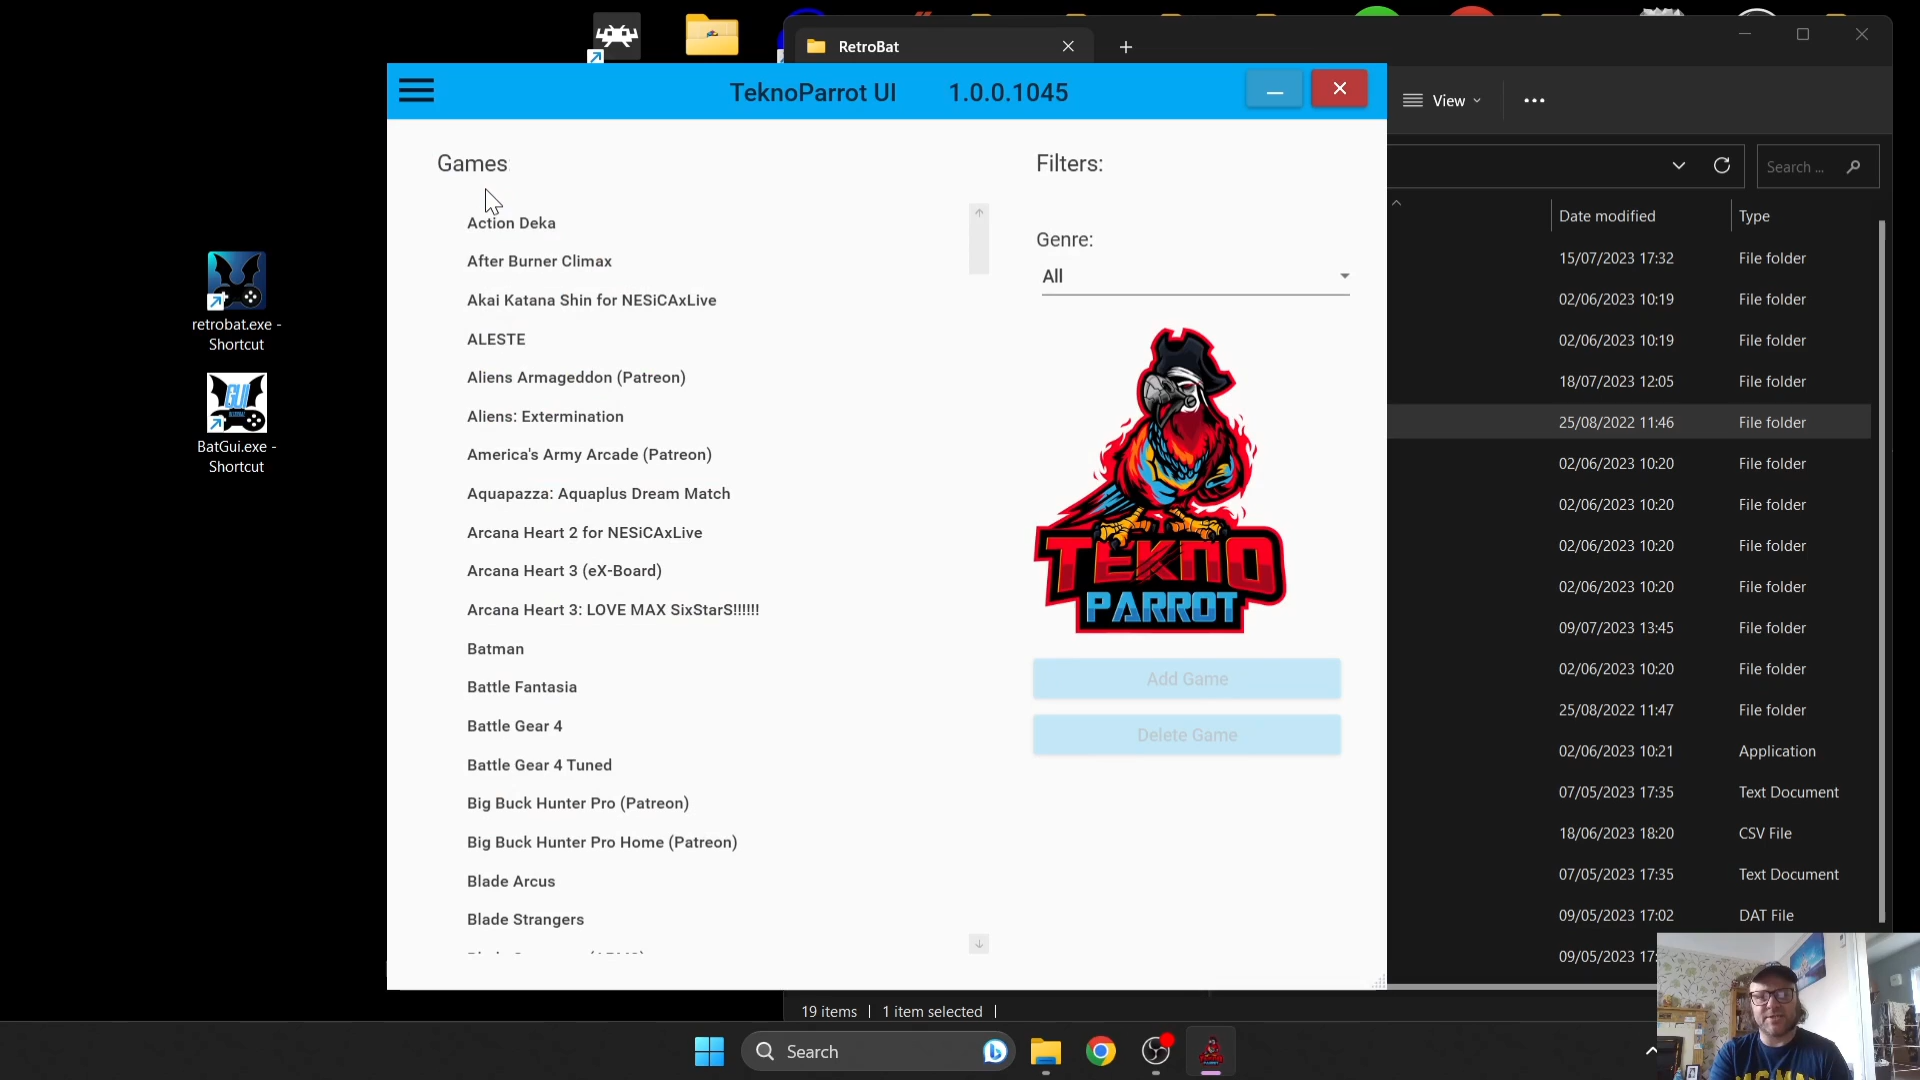 RetroBat
TeknoParrot UI 1.0.0.1045
View
Games
Filters:
Search ...
Action Deka
After Burner Climax
Akai Katana Shin for NESiCAxLive
ALESTE
Aliens Armageddon (Patreon)
Aliens: Extermination
America's Army Arcade (Patreon)
Aquapazza: Aquaplus Dream Match
Arcana Heart 2 for NESiCAxLive
Arcana Heart 3 (eX-Board)
Arcana Heart 3: LOVE MAX SixStarS!!!!!!
Batman
Battle Fantasia
Battle Gear 4
Battle Gear 4 Tuned
Big Buck Hunter Pro (Patreon)
Big Buck Hunter Pro Home (Patreon)
Blade Arcus
Blade Strangers
Genre:
All
TEKNO
PARROT
Add Game
Delete Game
retrobat.exe -
Shortcut
GUI
BatGui.exe -
Shortcut
Date modified Type
15/07/2023 17:32 File folder
02/06/2023 10:19 File folder
02/06/2023 10:19 File folder
18/07/2023 12:05 File folder
25/08/2022 11:46 File folder
02/06/2023 10:20 File folder
02/06/2023 10:20 File folder
02/06/2023 10:20 File folder
02/06/2023 10:20 File folder
09/07/2023 13:45 File folder
02/06/2023 10:20 File folder
25/08/2022 11:47 File folder
02/06/2023 10:21 Application
07/05/2023 17:35 Text Document
18/06/2023 18:20 CSV File
07/05/2023 17:35 Text Document
09/05/2023 17:02 DAT File
09/05/2023
19 items 1 item selected
Search